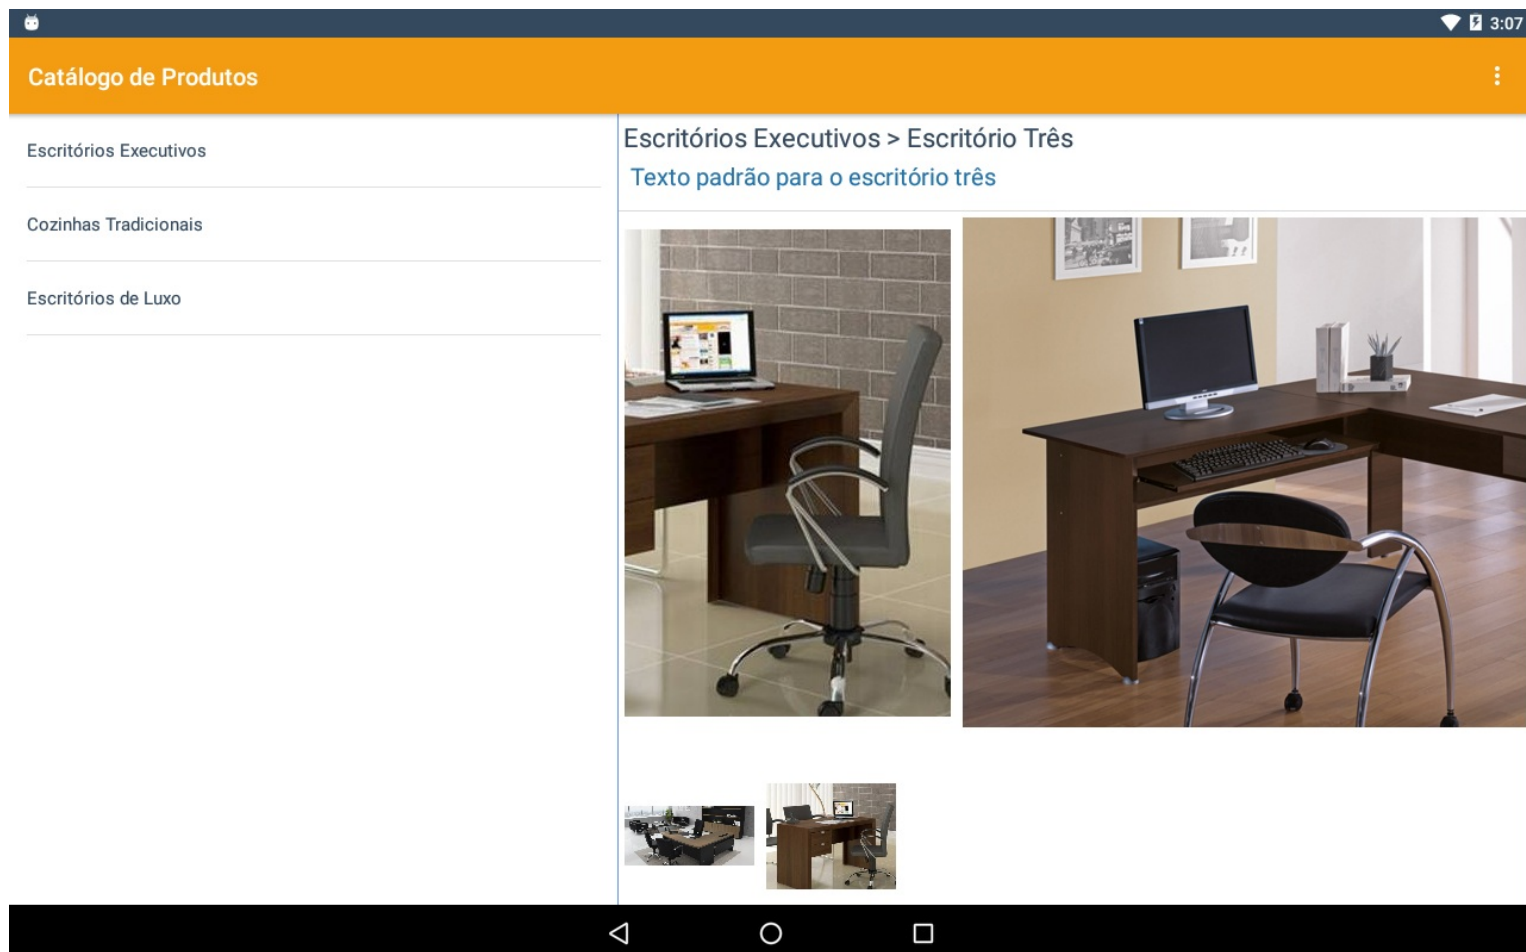 3:07
Catálogo de Produtos
Escritórios Executivos
Cozinhas Tradicionais
Escritórios de Luxo
Escritórios Executivos > Escritório Três
Texto padrão para o escritório três